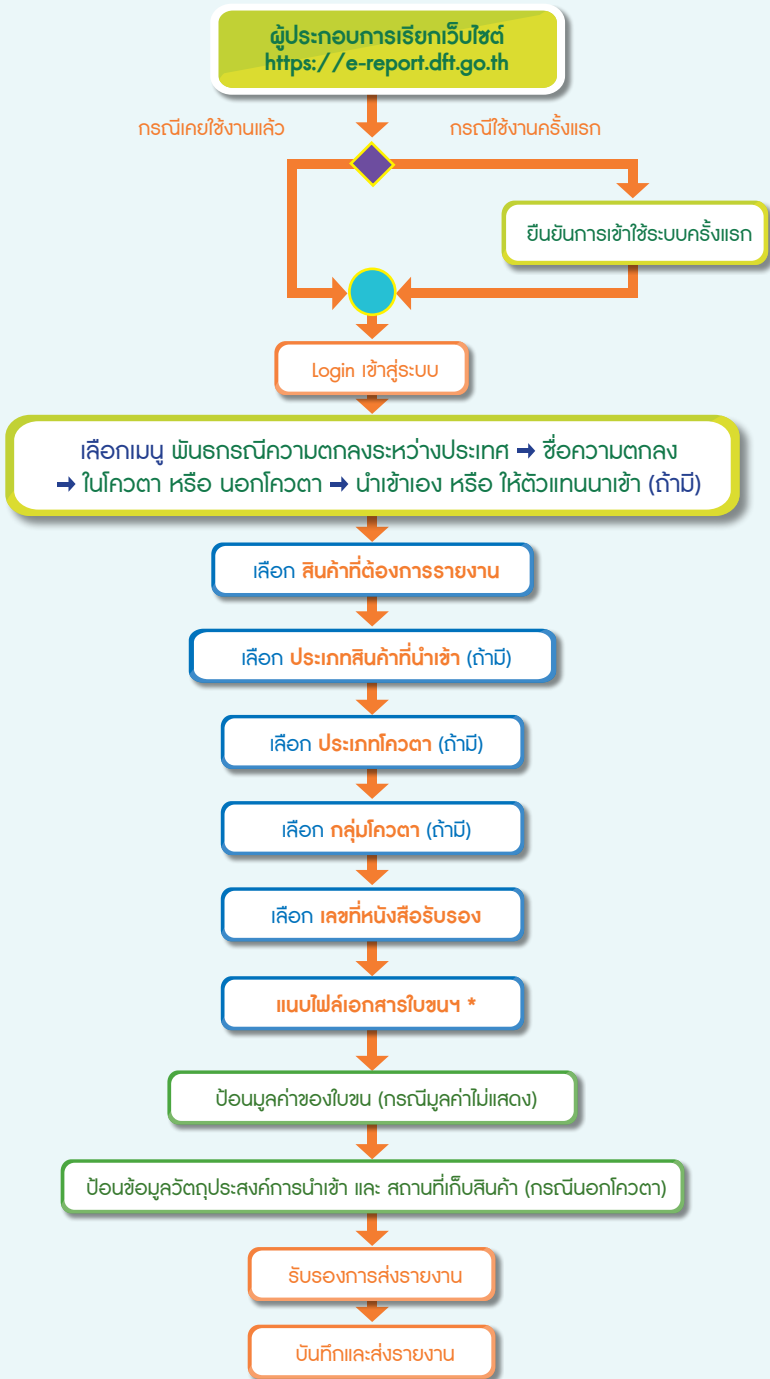 ผู้ประกอบการเรียกเว็บไซต์
https://e-report.dft.go.th
กรณีเคยใช้งานแล้ว
กรณีใช้งานครั้งแรก
ยืนยันการเข้าใช้ระบบครั้งแรก
Login เข้าสู่ระบบ
เลือกเมนู พันธกรณีความตกลงระหว่างประเทศ → ชื่อความตกลง
→ ในโควตา หรือ นอกโควตา → นำเข้าเอง หรือ ให้ตัวแทนนาเข้า (ถ้ามี)
เลือก สินค้าที่ต้องการรายงาน
เลือก ประเภทสินค้าที่นำเข้า (ถ้ามี)
เลือก ประเภทโควตา (ถ้ามี)
เลือก กลุ่มโควตา (ถ้ามี)
เลือก เลขที่หนังสือรับรอง
แนบไฟล์เอกสารใบขนฯ *
ป้อนมูลค่าของใบขน (กรณีมูลค่าไม่แสดง)
ป้อนข้อมูลวัตถุประสงค์การนำเข้า และ สถานที่เก็บสินค้า (กรณีนอกโควตา)
รับรองการส่งรายงาน
บันทึกและส่งรายงาน